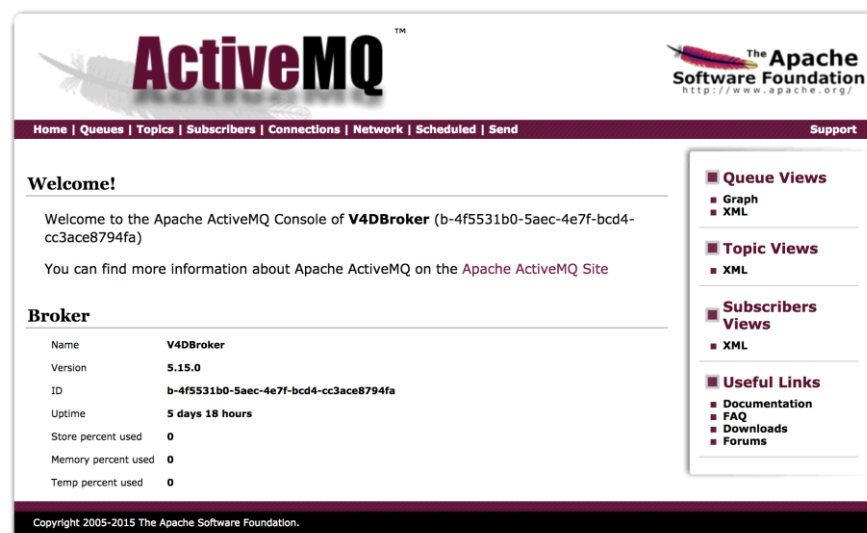 ActiveMQ ™
The Apache
Software Foundation
http://www.apache.org/
Home | Queues | Topics | Subscribers | Connections | Network | Scheduled | Send
Support
Welcome!
Welcome to the Apache ActiveMQ Console of V4DBroker (b-4f5531b0-5aec-4e7f-bcd4-
cc3ace8794fa)
You can find more information about Apache ActiveMQ on the Apache ActiveMQ Site
Broker
Name V4DBroker
Version 5.15.0
ID b-4f5531b0-5aec-4e7f-bcd4-cc3ace8794fa
Uptime 5 days 18 hours
Store percent used 0
Memory percent used 0
Temp percent used 0
Queue Views
Graph
XML
Topic Views
XML
Subscribers
Views
XML
Useful Links
Documentation
FAQ
Downloads
Forums
Copyright 2005-2015 The Apache Software Foundation.